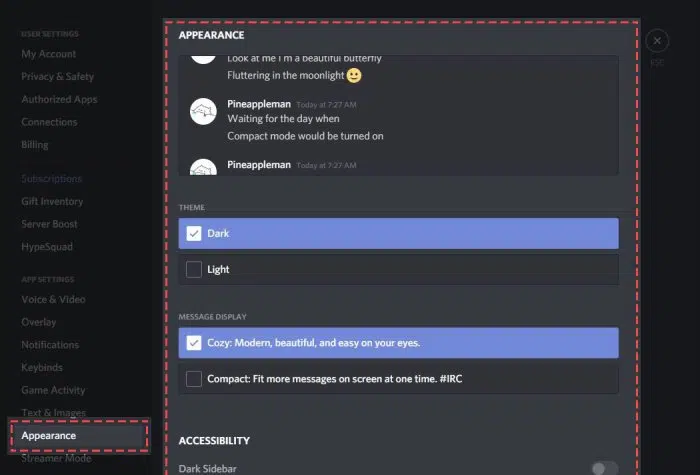 USER SETTINGS
My Account
Privacy & Safety
Authorized Apps
Connections
Billing
Subscriptions
Gift Inventory
Server Boost
HypeSquad
APP SETTINGS
Voice & Video
Overlay
Notifications
Keybinds
Game Activity
Text & Images
Appearance
Streamer Mode
APPEARANCE
Look at me I'm a beautiful butterfly
Fluttering in the moonlight 🙂
Pineappleman Today at 7:27 AM
Waiting for the day when
Compact mode would be turned on
Pineappleman Today at 7:27 AM
THEME
Dark
Light
MESSAGE DISPLAY
Cozy: Modern, beautiful, and easy on your eyes.
Compact: Fit more messages on screen at one time. #IRC
ACCESSIBILITY
Dark Sidebar
ESC